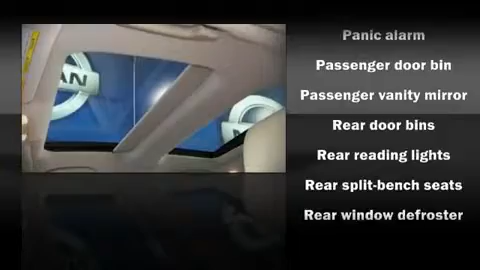 Panic alarm
Passenger door bin
Passenger vanity mirror
Rear door bins
Rear reading lights
Rear split-bench seats
Rear window defroster